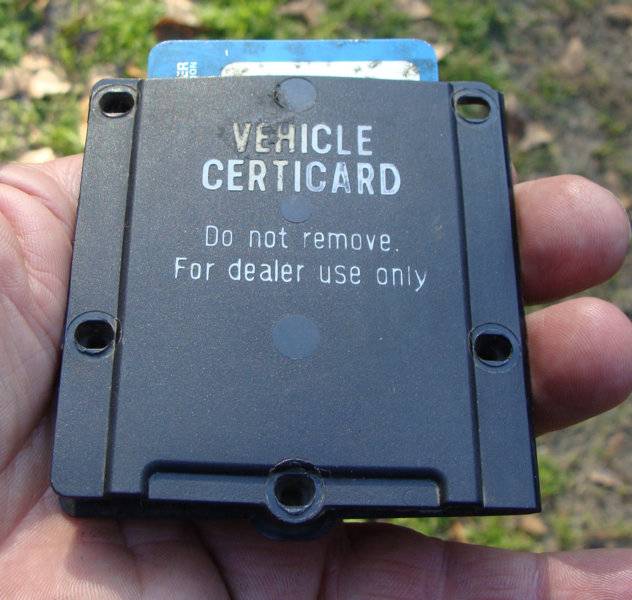 VEHICLE
CERTICARD
Do not remove.
For dealer use only